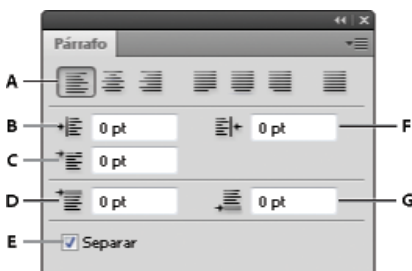 Párrafo
A
B 0 pt 0 pt F
C 0 pt
D 0 pt 0 pt G
E Separar